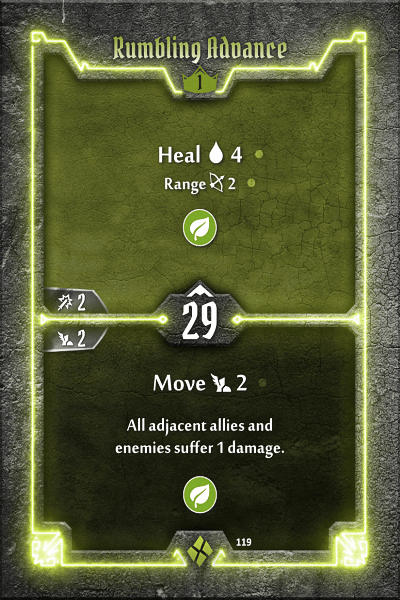 Rumbling Advance
1
Heal 4
Range 2
2
29
2
Move 2
All adjacent allies and
enemies suffer 1 damage.
119